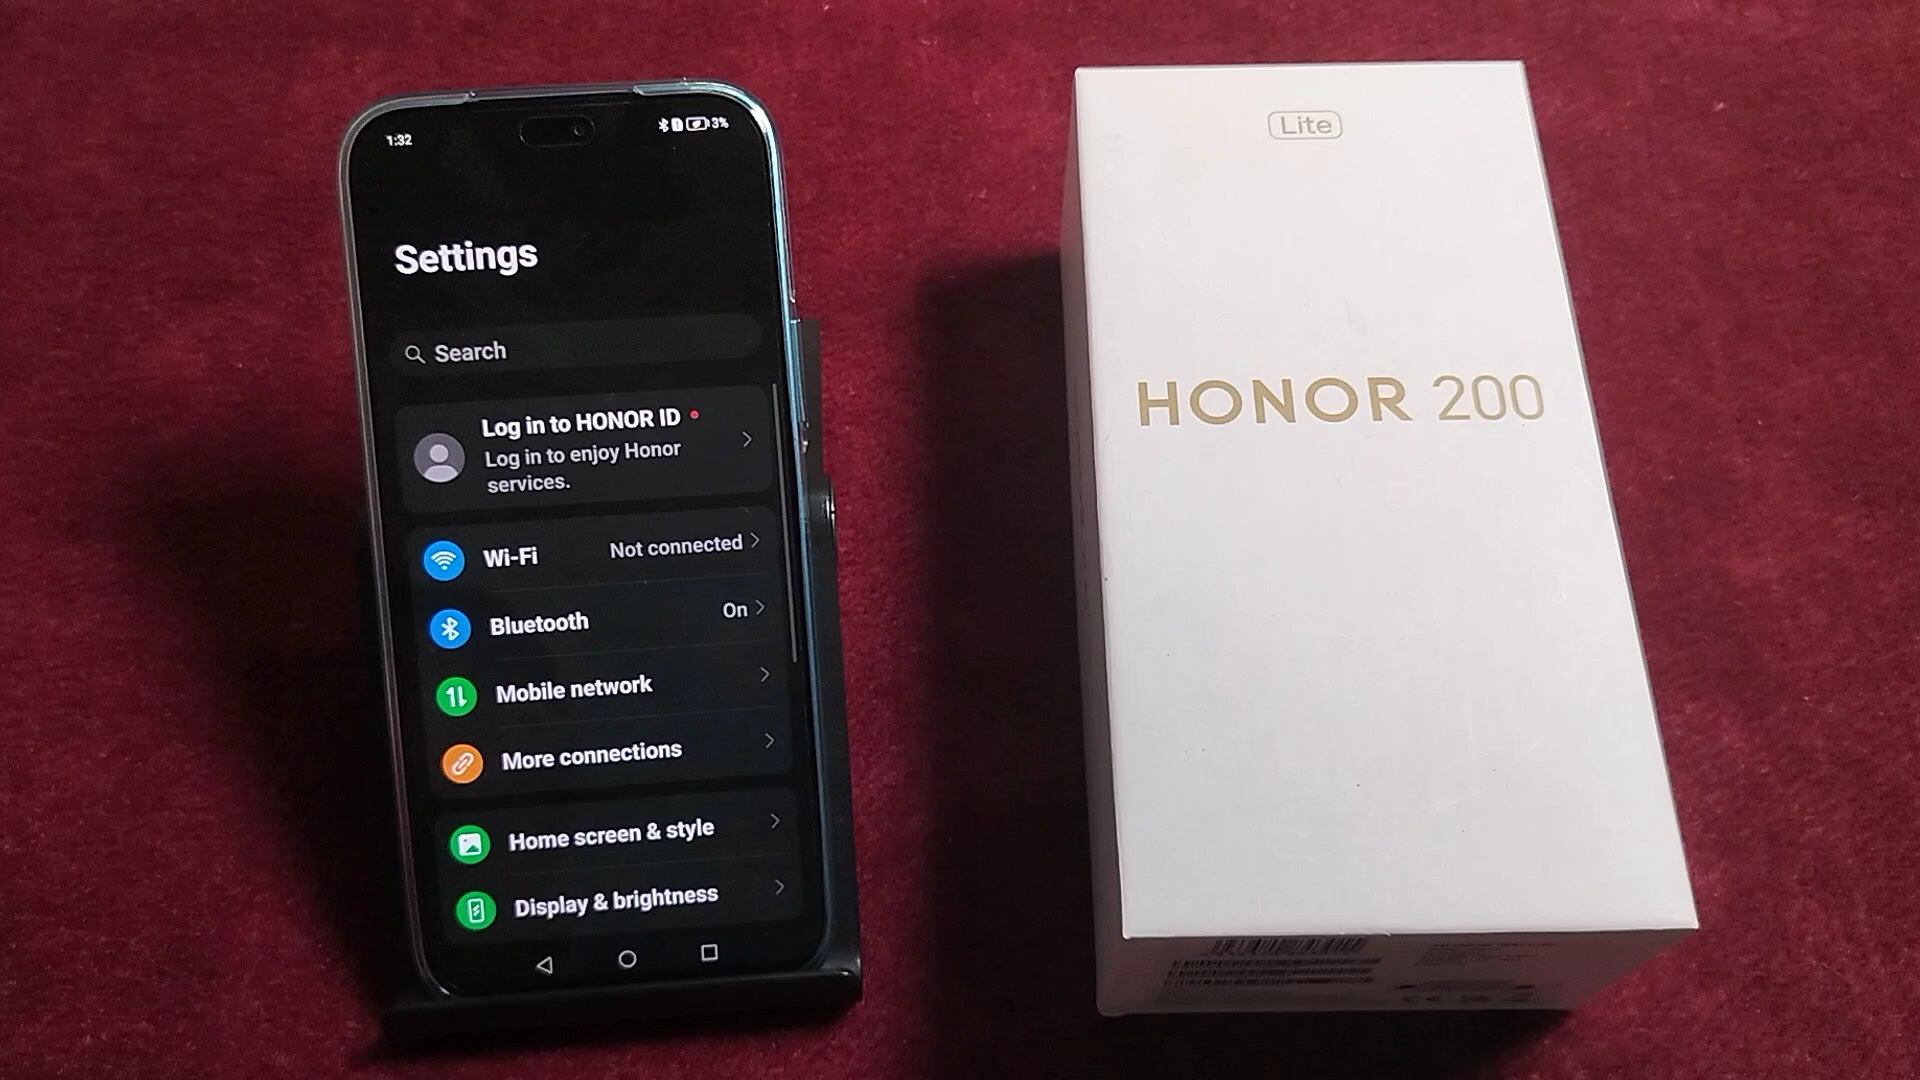 1:32
3%
Settings
Search
Log in to HONOR ID
Log in to enjoy Honor
services.
Wi-Fi
Not connected
Bluetooth
On
Mobile network
More connections
Home screen & style
Display & brightness
Lite
HONOR 200